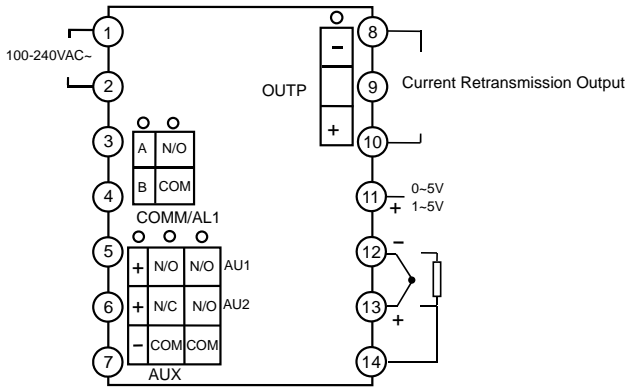 1
100-240VAC~
2
3
A N/O
4
B COM
COMM/AL1
5
+ N/O N/O AU1
6
+ N/C N/O AU2
7
− COM COM
AUX
8
−
OUTP
9
Current Retransmission Output
+
10
11
0~5V
+ 1~5V
12
−
13
+
14